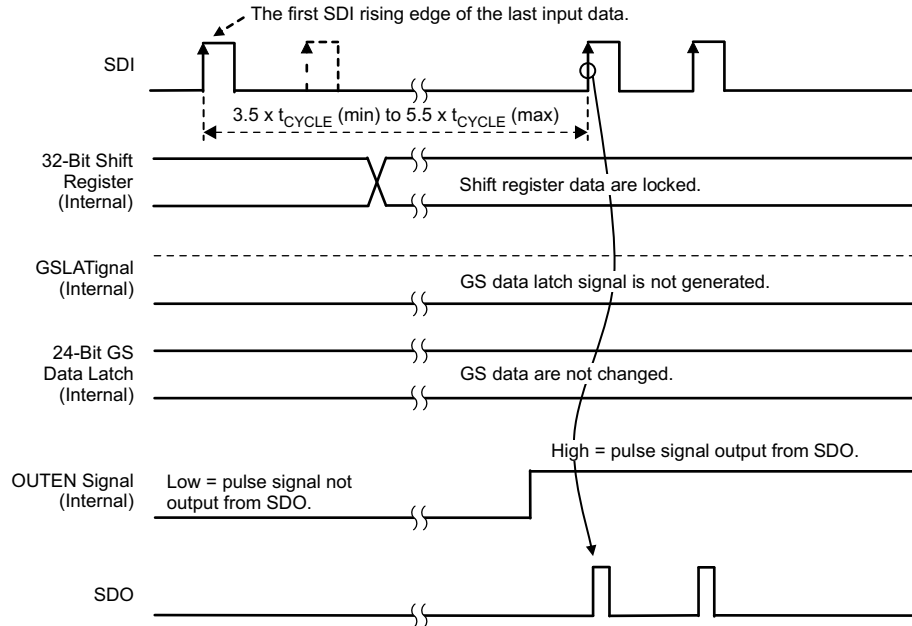 The first SDI rising edge of the last input data.
SDI
3.5 x tCYCLE (min) to 5.5 x tCYCLE (max)
32-Bit Shift
Register
(Internal)
Shift register data are locked.
GSLATignal
(Internal)
GS data latch signal is not generated.
24-Bit GS
Data Latch
(Internal)
GS data are not changed.
OUTEN Signal
(Internal)
Low = pulse signal not
output from SDO.
High = pulse signal output from SDO.
SDO